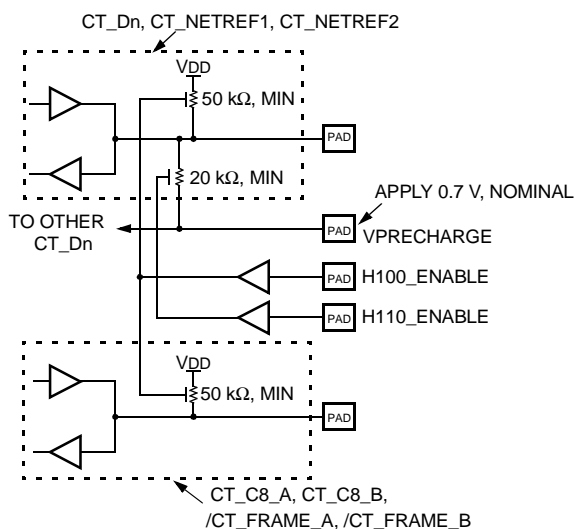 CT_Dn, CT_NETREF1, CT_NETREF2
VDD
50 kΩ, MIN
PAD
20 kΩ, MIN
APPLY 0.7 V, NOMINAL
TO OTHER
CT_Dn
PAD
VPRECHARGE
PAD
H100_ENABLE
PAD
H110_ENABLE
VDD
50 kΩ, MIN
PAD
CT_C8_A, CT_C8_B,
/CT_FRAME_A, /CT_FRAME_B